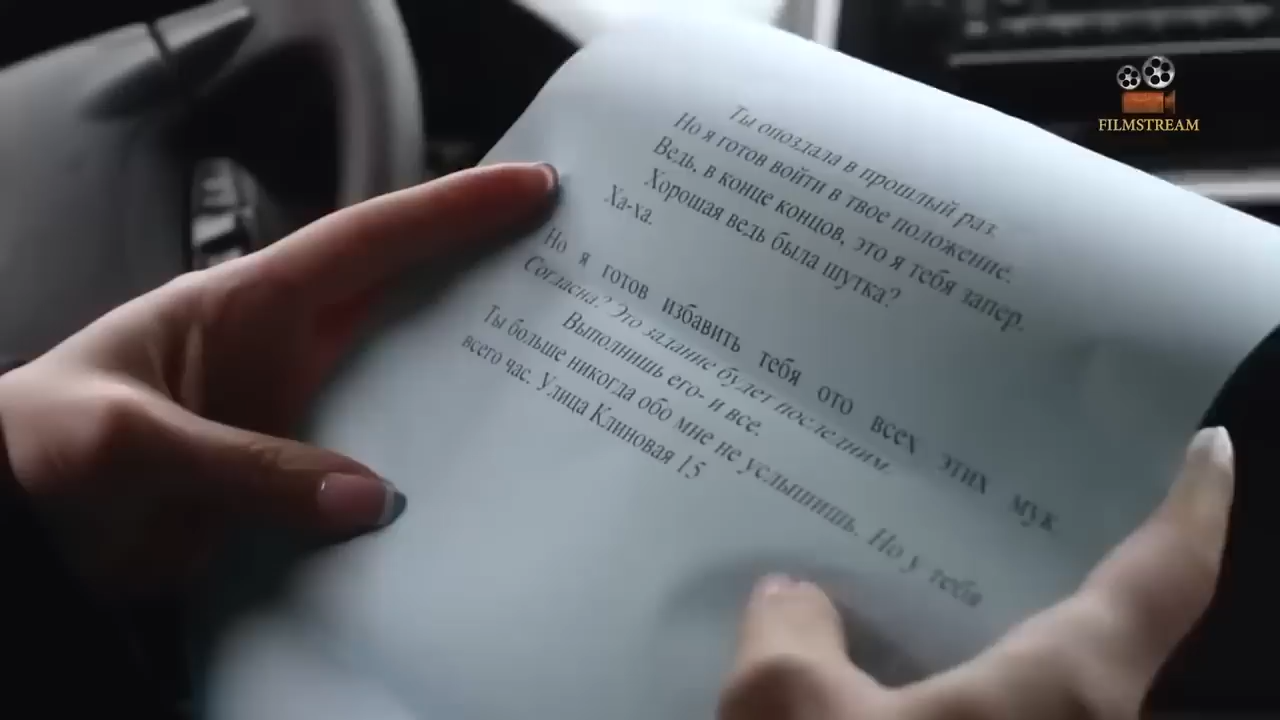 FILMSTREAM
Ты опоздала в прошлый раз.
Но я готов войти в твое положение.
Ведь, в конце концов, это я тебя запер.
Хорошая ведь была шутка?
Ха-ха.
Но я готов избавить тебя ото всех этих мук
Согласна? Это задание будет последним.
Выполнишь его- и все.
Ты больше никогда обо мне не услышишь. Но у тебя
всего час. Улица Клиновая 15